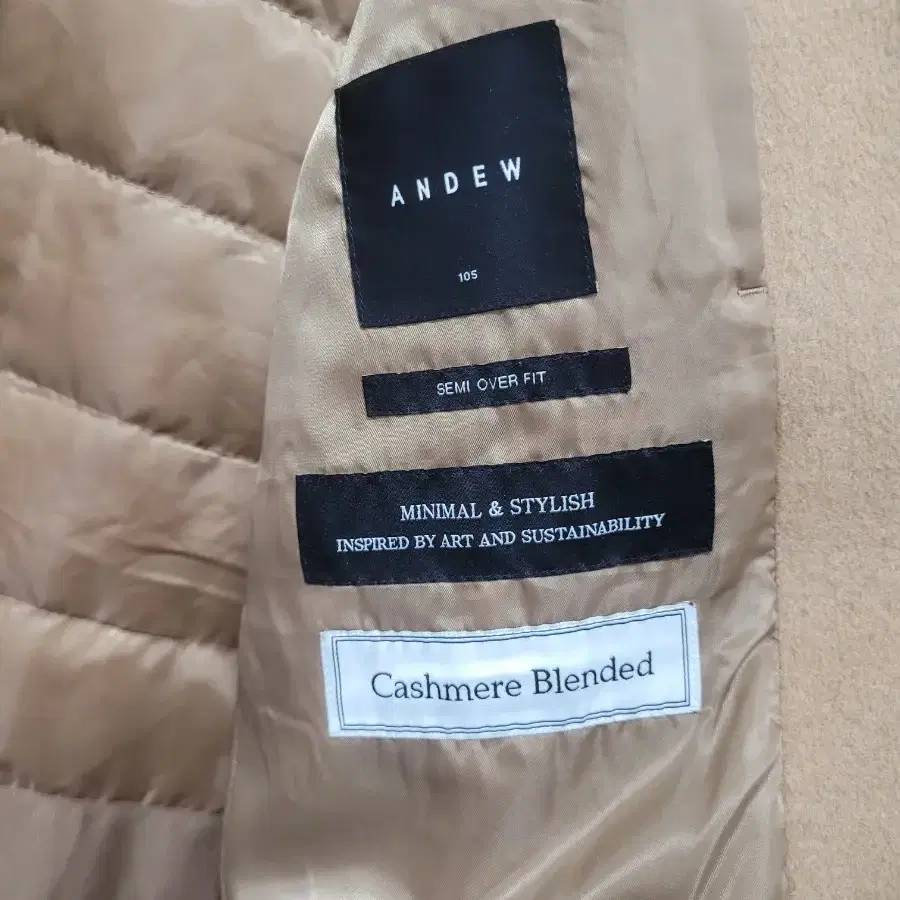 ANDEW
105
SEMI OVER FIT
MINIMAL & STYLISH
INSPIRED BY ART AND SUSTAINABILITY
Cashmere Blended